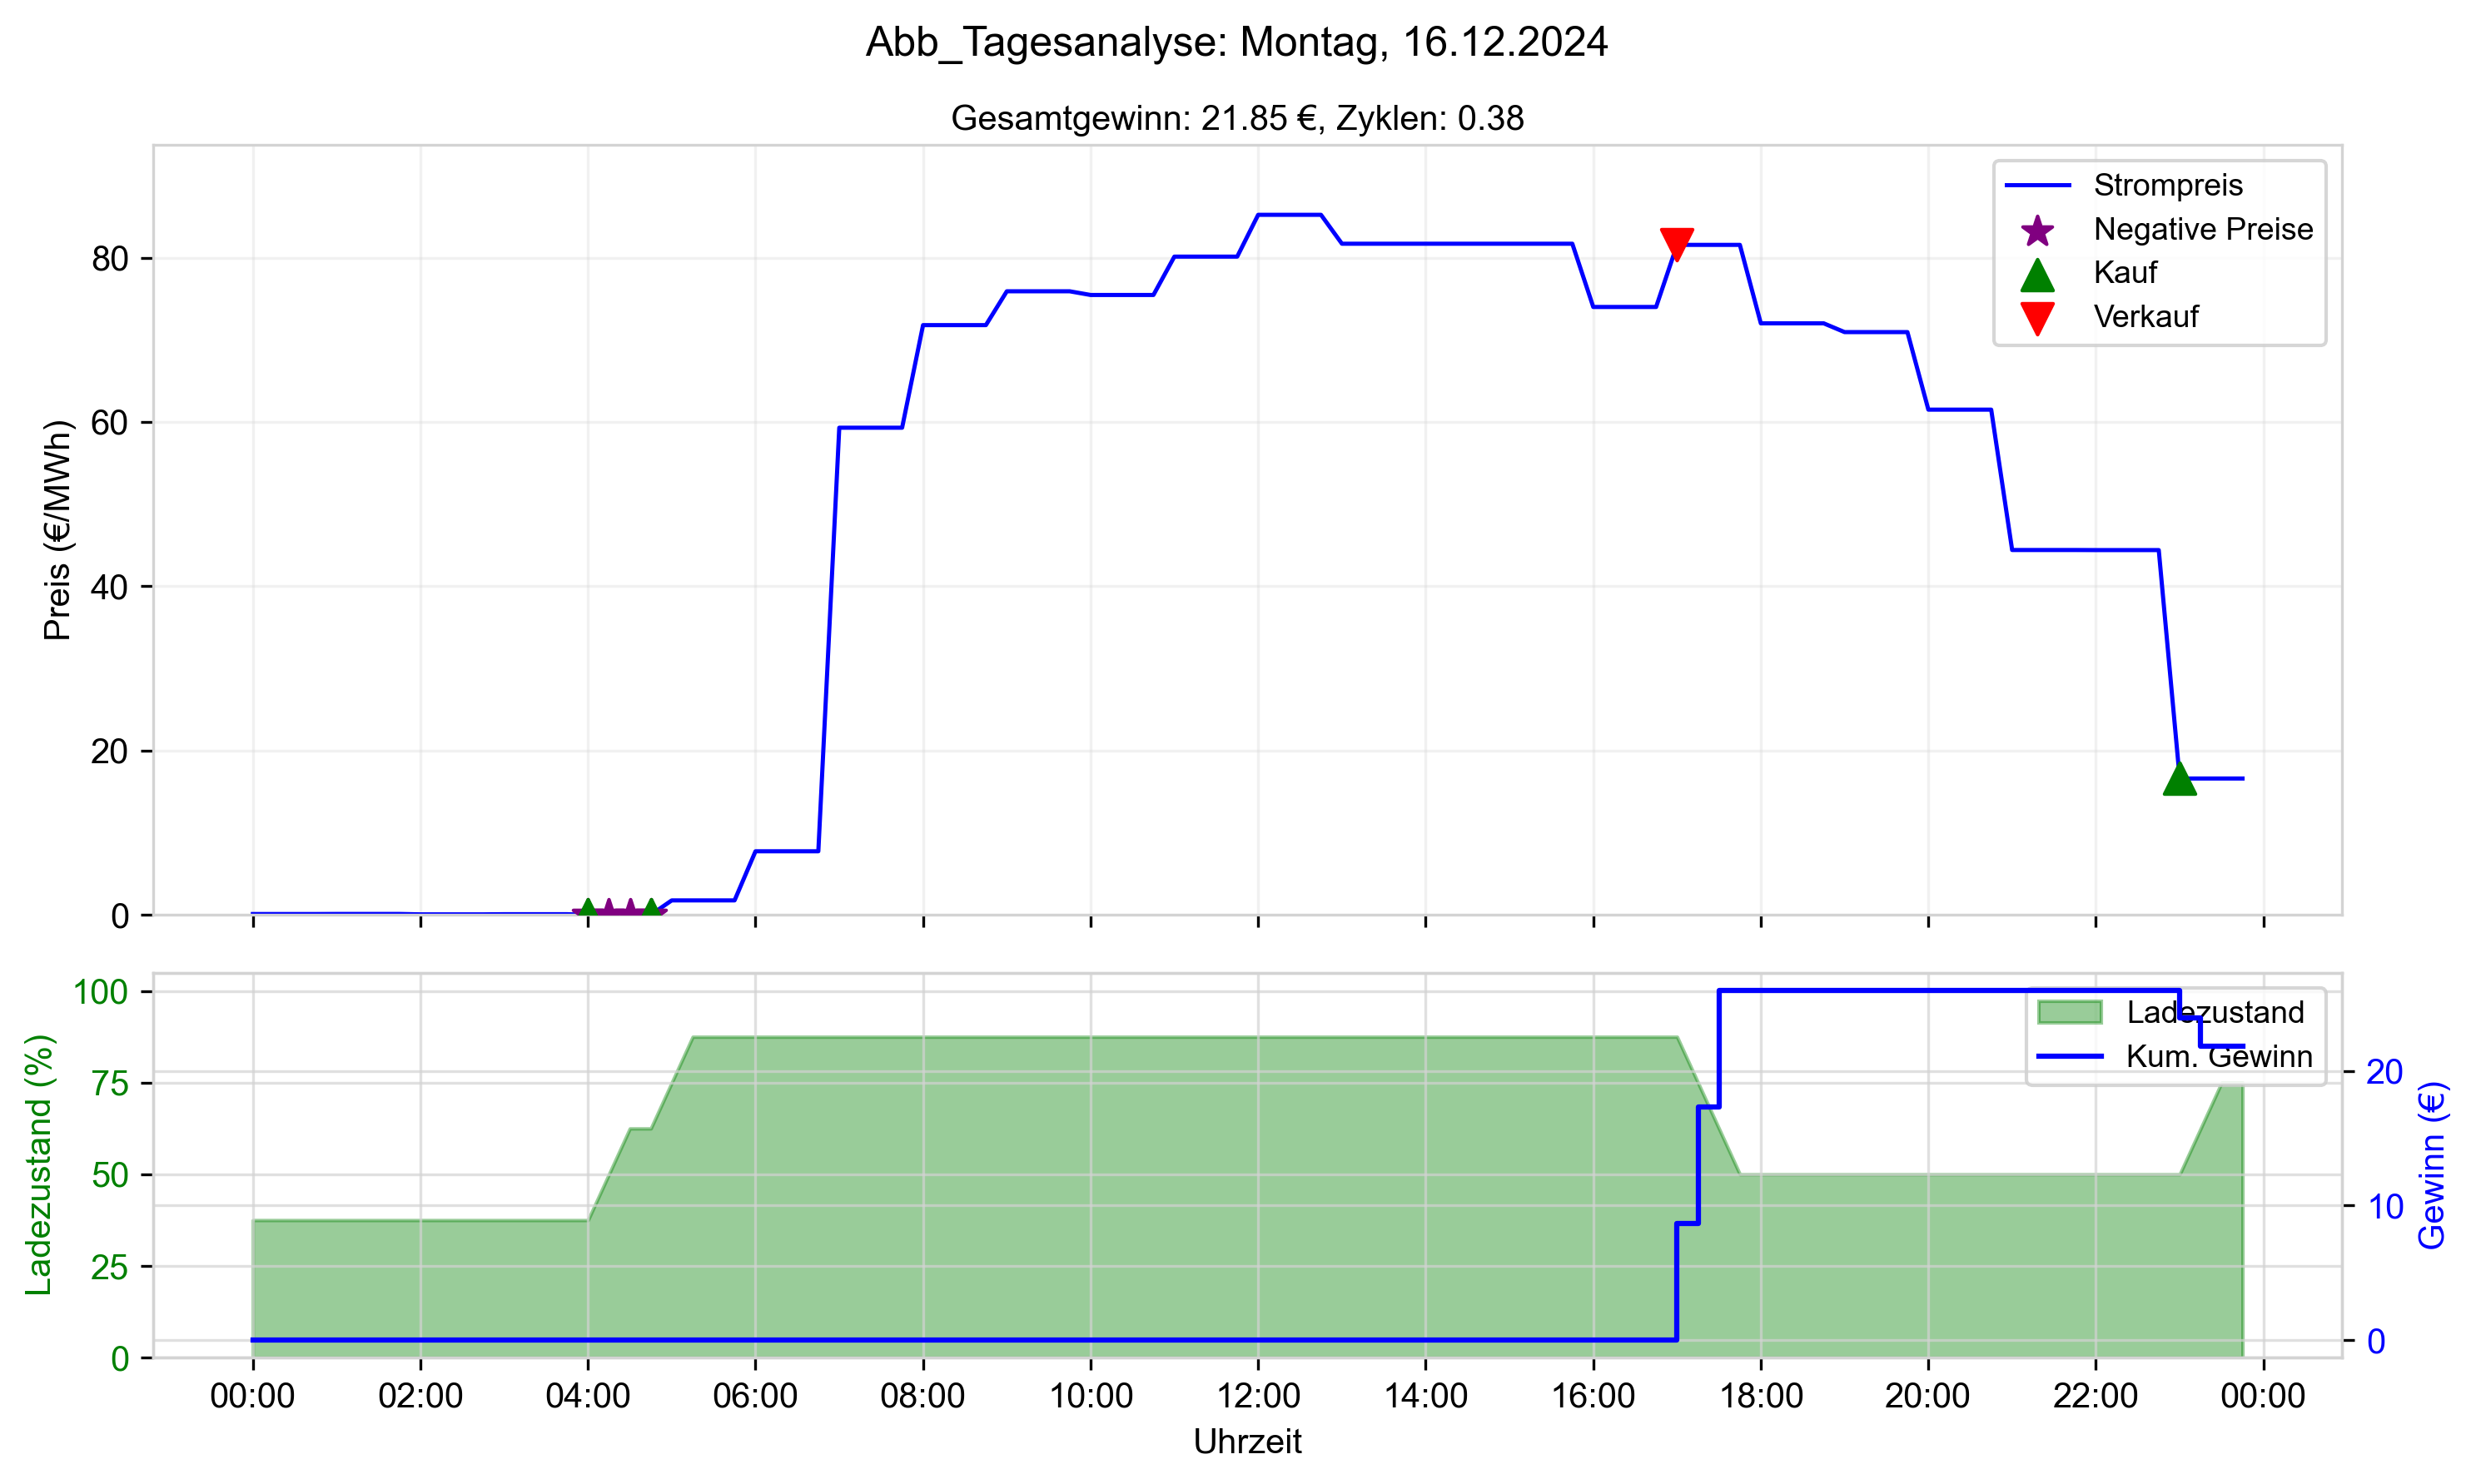 Abb_Tagesanalyse: Montag, 16.12.2024
Gesamtgewinn: 21.85 €, Zyklen: 0.38
Preis (€/MWh)
80
60
40
20
0
Strompreis
Negative Preise
Kauf
Verkauf
Ladezustand (%)
100
75
50
25
0
Ladezustand
Kum. Gewinn
20
10
0
Gewinn (€)
00:00 02:00 04:00 06:00 08:00 10:00 12:00 14:00 16:00 18:00 20:00 22:00 00:00
Uhrzeit